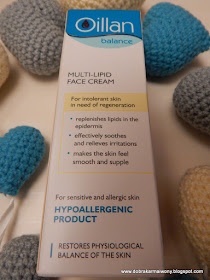 Oillan
balance
MULTI-LIPID
FACE CREAM
For intolerant skin
in need of regeneration
• replenishes lipids in the
epidermis
• effectively soothes
and relieves irritations
• makes the skin feel
smooth and supple
For sensitive and allergic skin
HYPOALLERGENIC
PRODUCT
RESTORES PHYSIOLOGICAL
BALANCE OF THE SKIN
www.dobrakarmawony.blogspot.com